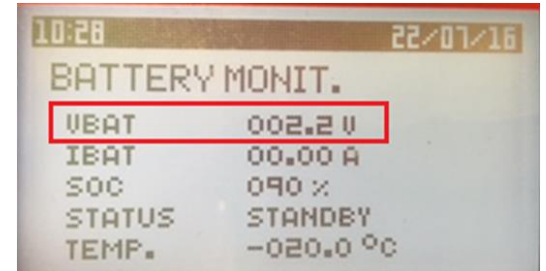 10:28 22/07/16
BATTERY MONIT.
VBAT 002.2 V
IBAT 00.00 A
SOC 090 %
STATUS STANDBY
TEMP. -020.0 ºC